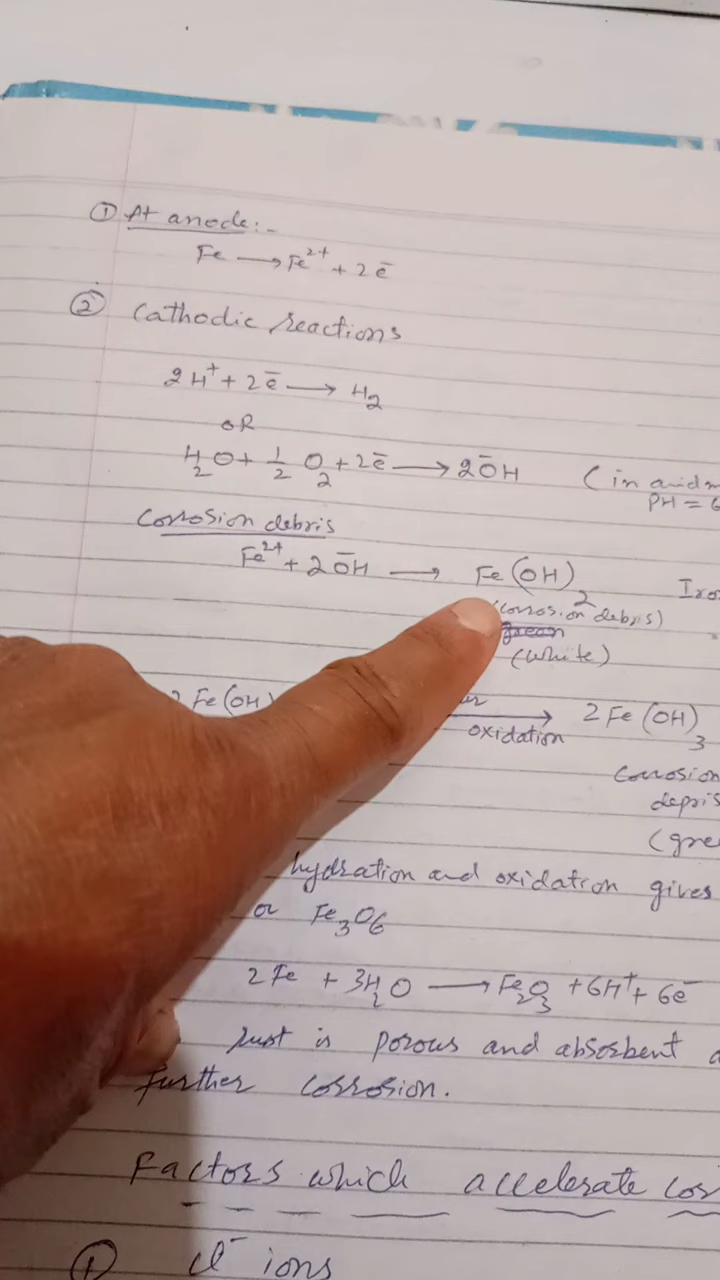 ① At anode:-
Fe ⟶ Fe²⁺ + 2ē
② Cathodic reactions
2H⁺ + 2ē ⟶ H₂
OR
H₂O + 1/2 O₂ + 2ē ⟶ 2ŌH (in acid m
PH = 6
Corrosion debris
Fe²⁺ + 2ŌH ⟶ Fe(OH)₂ Iro
(corrosion debris)
(white)
2 Fe(OH) ⟶ 2 Fe(OH)₃
oxidation
Corrosion
depris
(gre
hydration and oxidation gives
or Fe₃O₆
2Fe + 3H₂O ⟶ Fe₂O₃ + 6H⁺ + 6e⁻
Rust is porous and absorbent a
further corrosion.
Factors which accelerate cor
① Cl⁻ ions